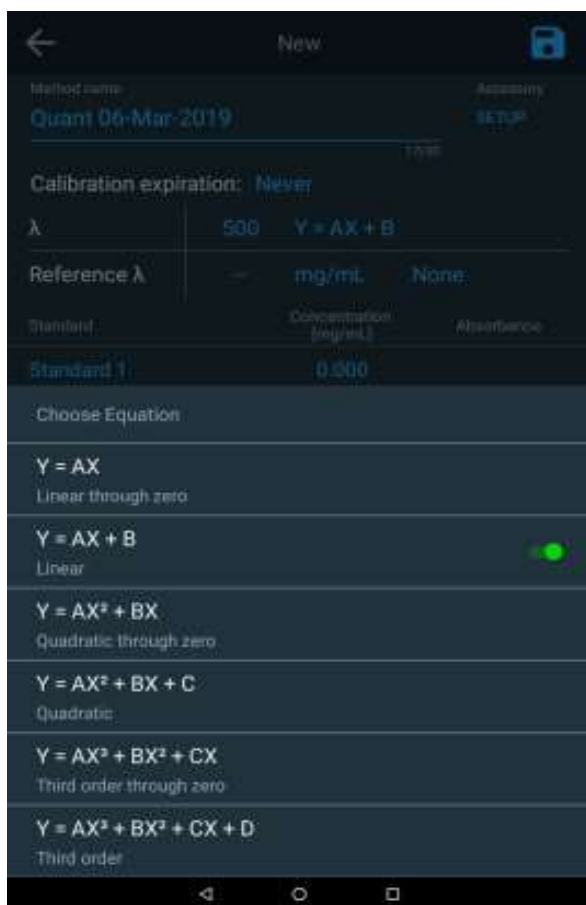 New
Method name
Accessory
Quant 06-Mar-2019
SETUP
Calibration expiration: Never
λ 500 Y = AX + B
Reference λ — mg/mL None
Standard Concentration [mg/mL] Absorbance
Standard 1 0.000
Choose Equation
Y = AX
Linear through zero
Y = AX + B
Linear
Y = AX² + BX
Quadratic through zero
Y = AX² + BX + C
Quadratic
Y = AX³ + BX² + CX
Third order through zero
Y = AX³ + BX² + CX + D
Third order